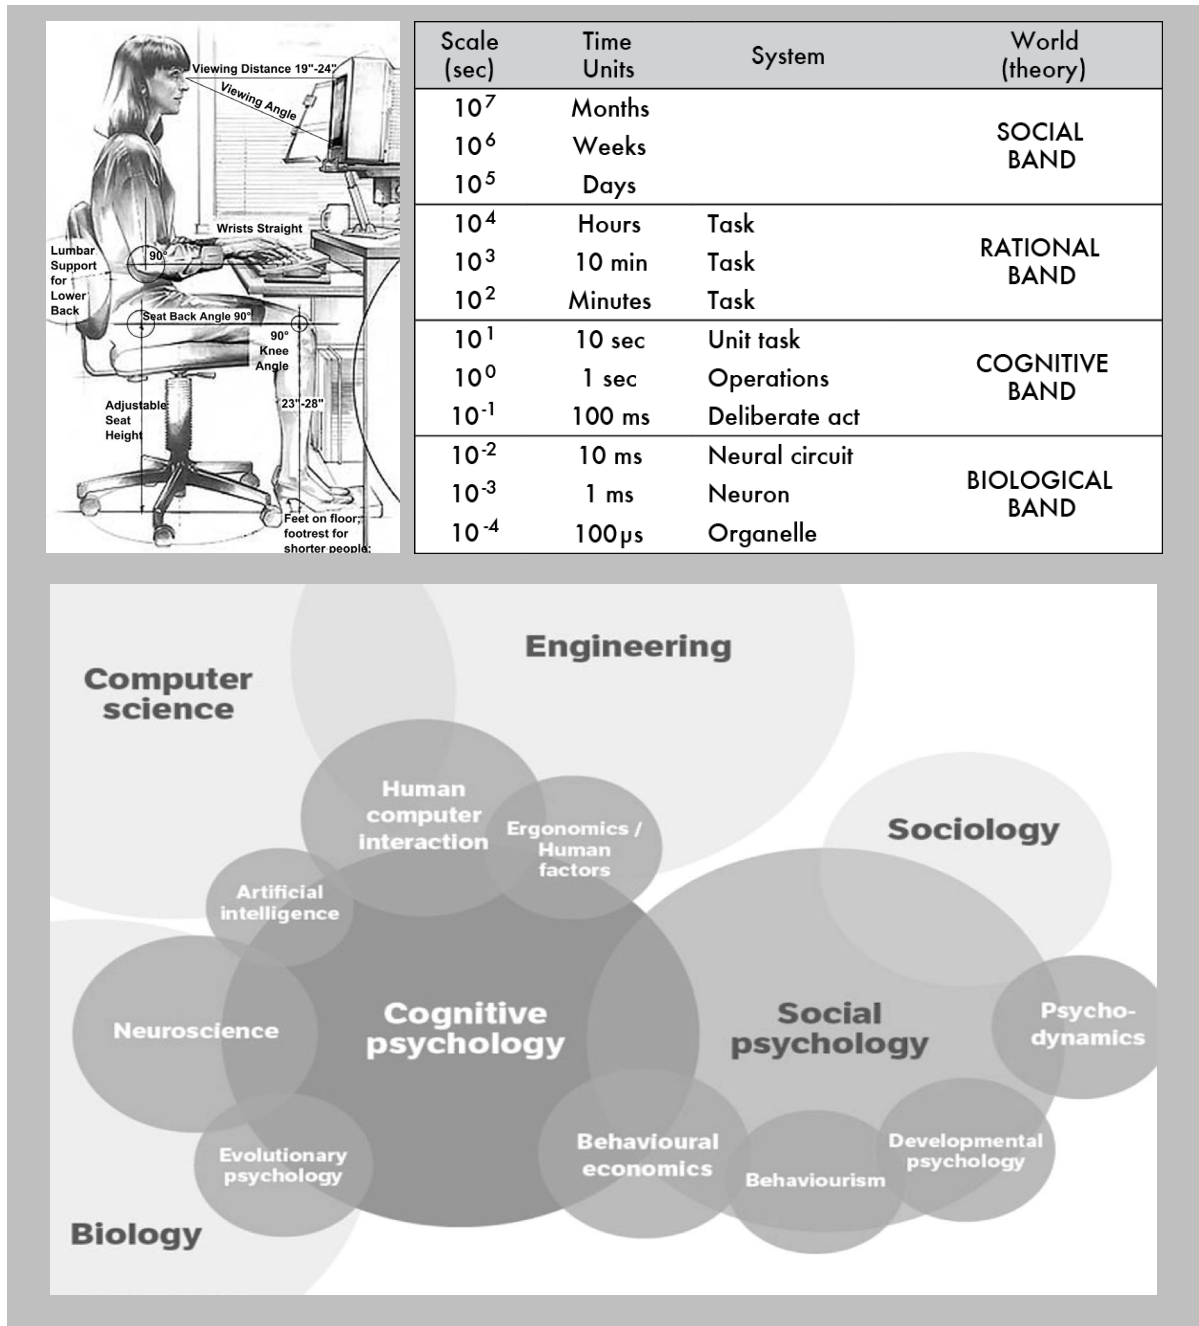 Viewing Distance 19"-24"
Viewing Angle
Wrists Straight
Lumbar
Support
for
Lower
Back
90°
Seat Back Angle 90°
90°
Knee
Angle
Adjustable
Seat
Height
23"-28"
Feet on floor;
footrest for
shorter people;
Scale Time System World
(sec) Units (theory)
10⁷ Months
10⁶ Weeks
10⁵ Days
SOCIAL
BAND
10⁴ Hours Task
10³ 10 min Task
10² Minutes Task
RATIONAL
BAND
10¹ 10 sec Unit task
10⁰ 1 sec Operations
10⁻¹ 100 ms Deliberate act
COGNITIVE
BAND
10⁻² 10 ms Neural circuit
10⁻³ 1 ms Neuron
10⁻⁴ 100µs Organelle
BIOLOGICAL
BAND
Engineering
Computer
science
Human
computer
interaction
Ergonomics /
Human
factors
Sociology
Artificial
intelligence
Neuroscience
Cognitive
psychology
Social
psychology
Psycho-
dynamics
Evolutionary
psychology
Behavioural
economics
Behaviourism
Developmental
psychology
Biology